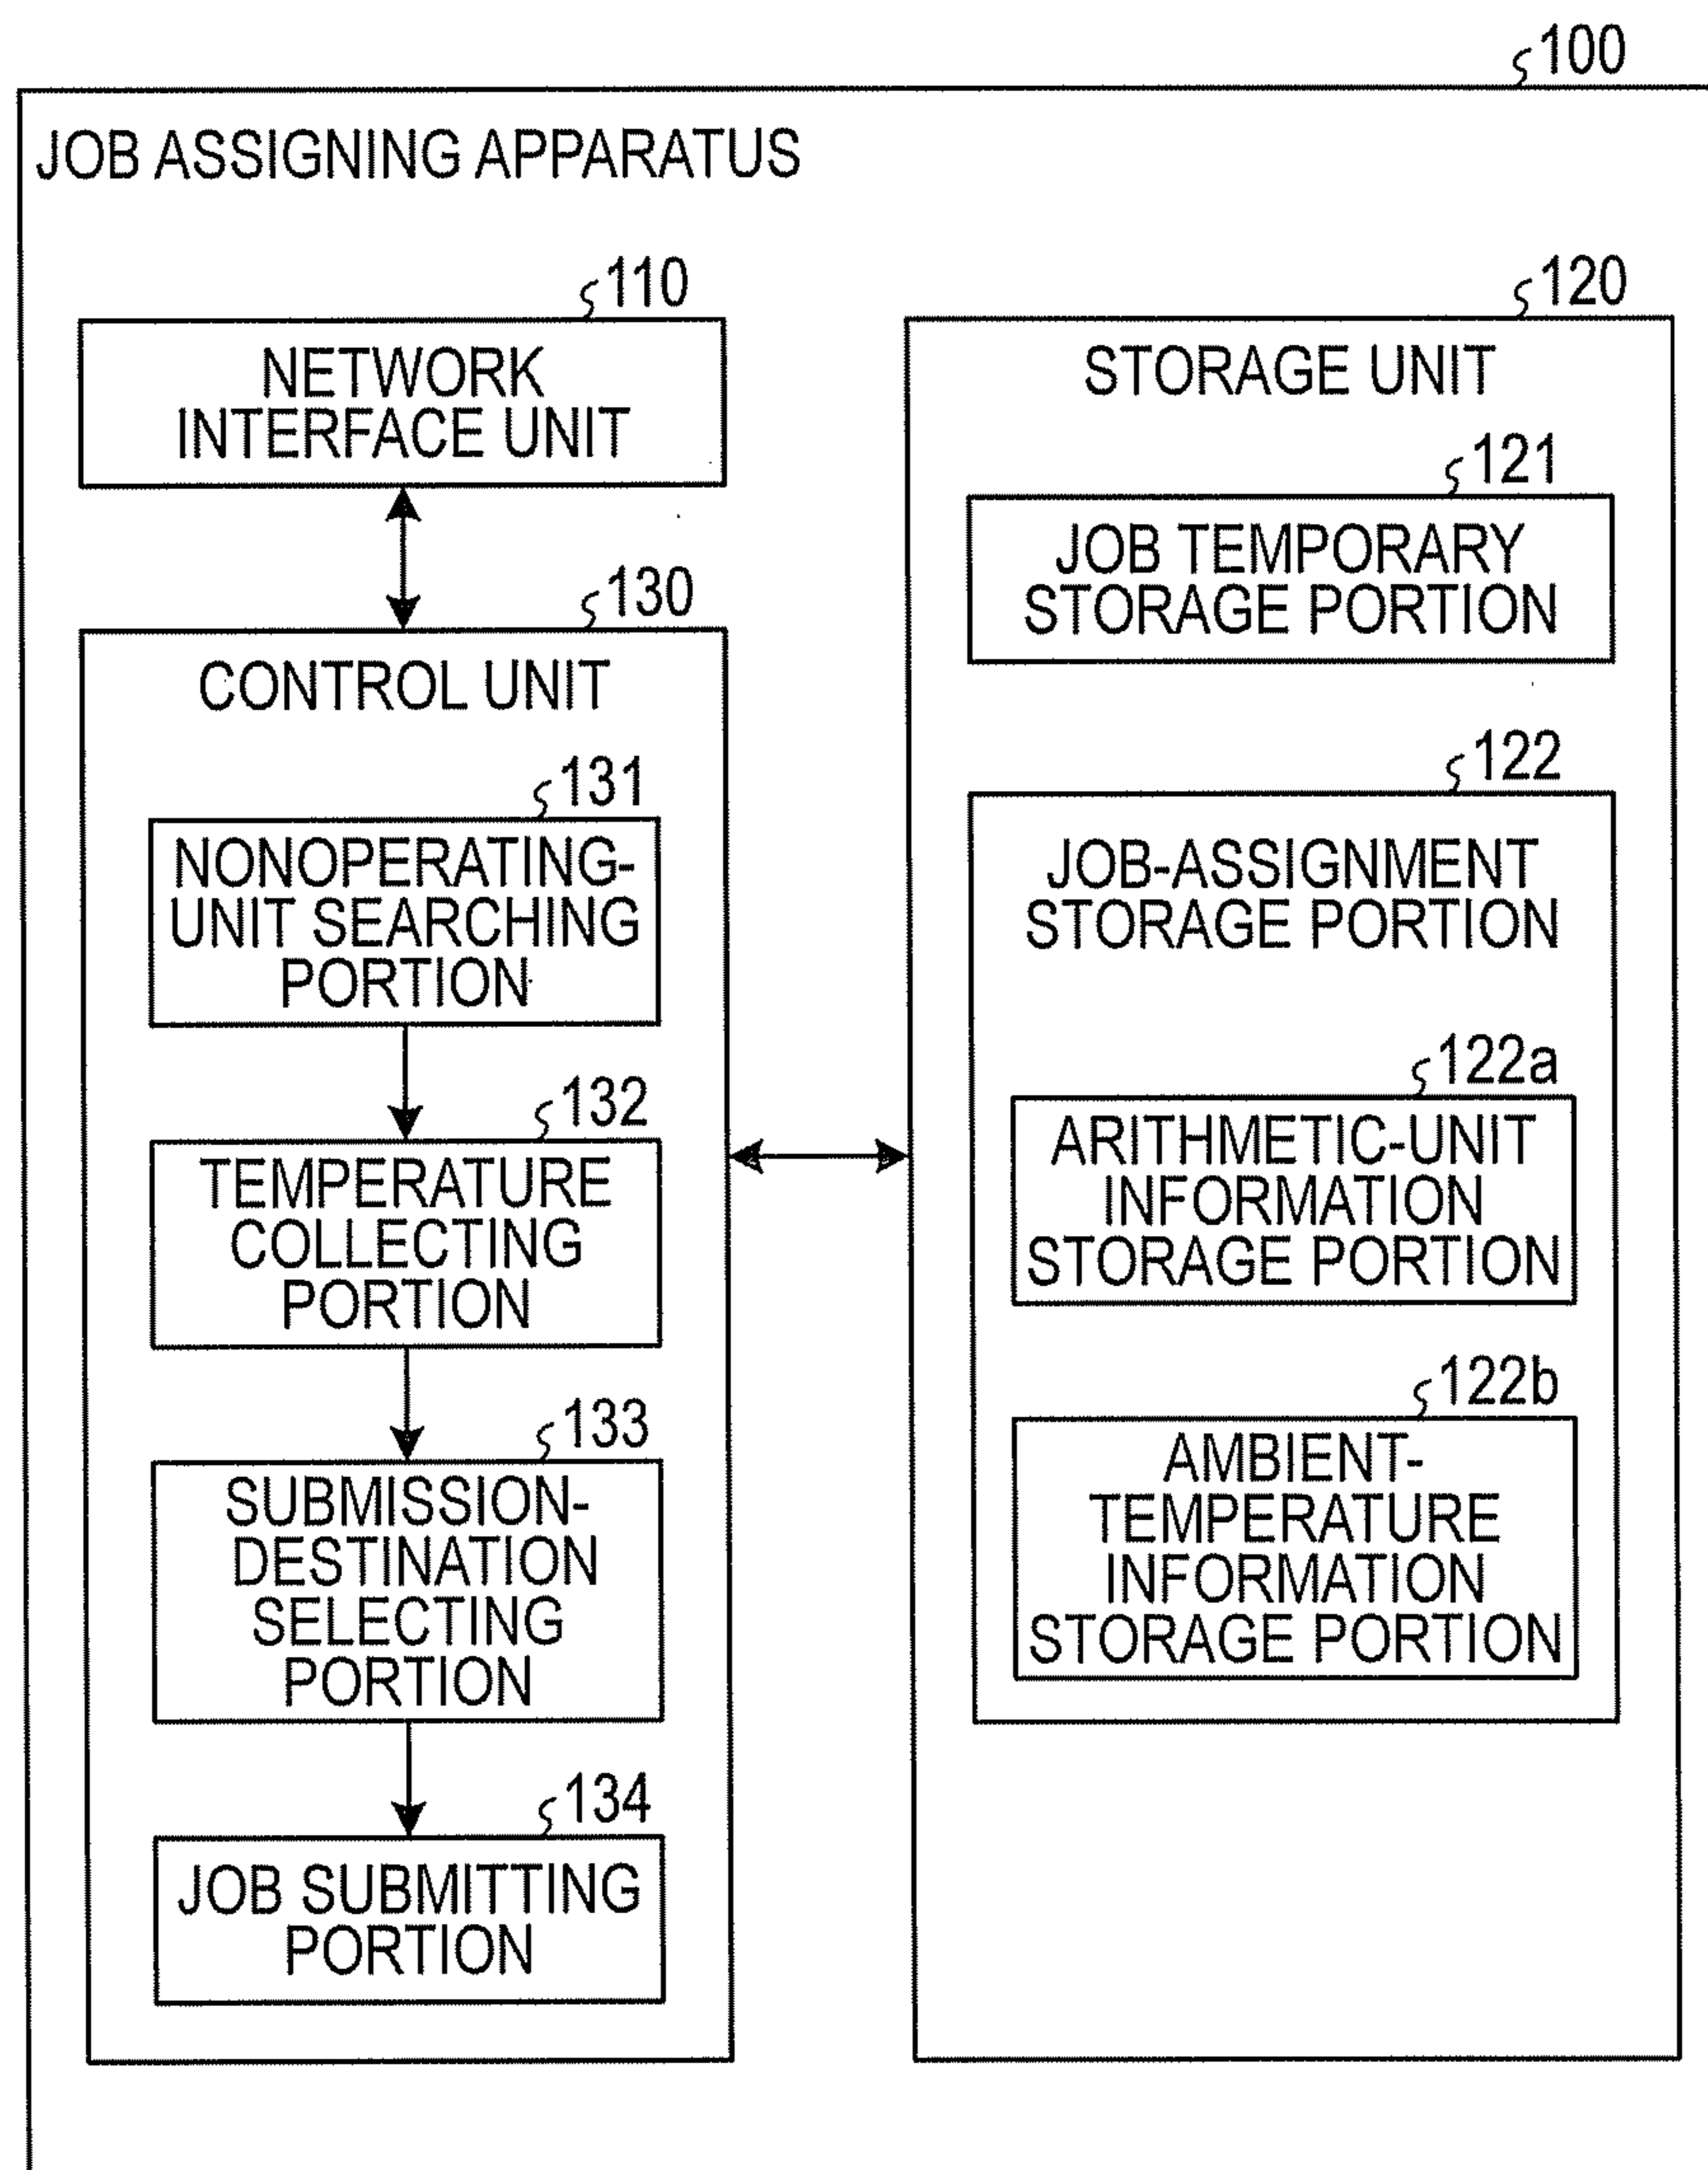 100
JOB ASSIGNING APPARATUS
110
NETWORK
INTERFACE UNIT
130
CONTROL UNIT
131
NONOPERATING-
UNIT SEARCHING
PORTION
132
TEMPERATURE
COLLECTING
PORTION
133
SUBMISSION-
DESTINATION
SELECTING
PORTION
134
JOB SUBMITTING
PORTION
120
STORAGE UNIT
121
JOB TEMPORARY
STORAGE PORTION
122
JOB-ASSIGNMENT
STORAGE PORTION
122a
ARITHMETIC-UNIT
INFORMATION
STORAGE PORTION
122b
AMBIENT-
TEMPERATURE
INFORMATION
STORAGE PORTION